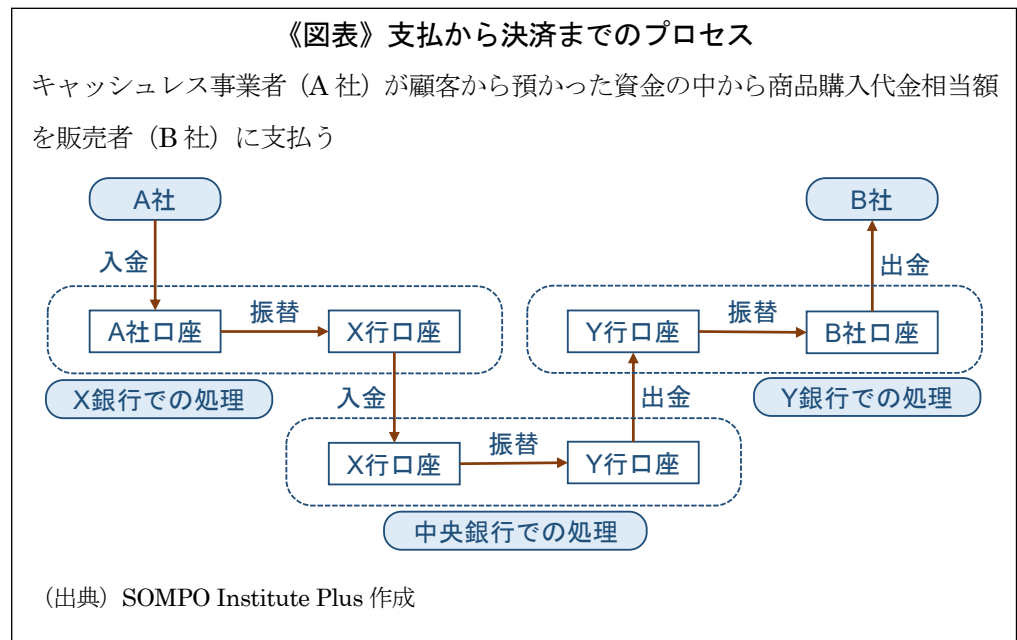 《図表》支払から決済までのプロセス
キャッシュレス事業者（A 社）が顧客から預かった資金の中から商品購入代金相当額
を販売者（B 社）に支払う
A社
B社
入金
出金
A社口座
振替
X行口座
Y行口座
振替
B社口座
X銀行での処理
入金
出金
Y銀行での処理
X行口座
振替
Y行口座
中央銀行での処理
（出典）SOMPO Institute Plus 作成